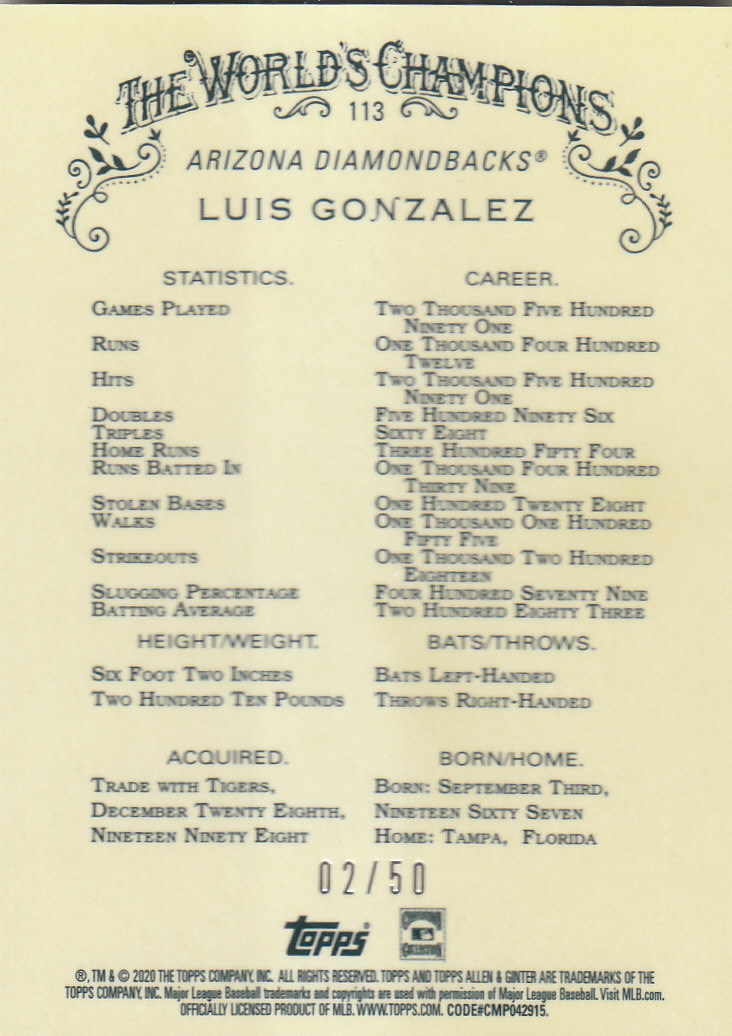 THE WORLD'S CHAMPIONS
113
ARIZONA DIAMONDBACKS®
LUIS GONZALEZ
STATISTICS. CAREER.
GAMES PLAYED TWO THOUSAND FIVE HUNDRED
NINETY ONE
RUNS ONE THOUSAND FOUR HUNDRED
TWELVE
HITS TWO THOUSAND FIVE HUNDRED
NINETY ONE
DOUBLES FIVE HUNDRED NINETY SIX
TRIPLES SIXTY EIGHT
HOME RUNS THREE HUNDRED FIFTY FOUR
RUNS BATTED IN ONE THOUSAND FOUR HUNDRED
THIRTY NINE
STOLEN BASES ONE HUNDRED TWENTY EIGHT
WALKS ONE THOUSAND ONE HUNDRED
FIFTY FIVE
STRIKEOUTS ONE THOUSAND TWO HUNDRED
EIGHTEEN
SLUGGING PERCENTAGE FOUR HUNDRED SEVENTY NINE
BATTING AVERAGE TWO HUNDRED EIGHTY THREE
HEIGHT/WEIGHT. BATS/THROWS.
SIX FOOT TWO INCHES BATS LEFT-HANDED
TWO HUNDRED TEN POUNDS THROWS RIGHT-HANDED
ACQUIRED. BORN/HOME.
TRADE WITH TIGERS, BORN: SEPTEMBER THIRD,
DECEMBER TWENTY EIGHTH, NINETEEN SIXTY SEVEN
NINETEEN NINETY EIGHT HOME: TAMPA, FLORIDA
02/50
TOPPS®
®, TM & © 2020 THE TOPPS COMPANY, INC. ALL RIGHTS RESERVED. TOPPS AND TOPPS ALLEN & GINTER ARE TRADEMARKS OF THE
TOPPS COMPANY, INC. Major League Baseball trademarks and copyrights are used with permission of Major League Baseball. Visit MLB.com.
OFFICIALLY LICENSED PRODUCT OF MLB. WWW.TOPPS.COM. CODE#CMP042915.